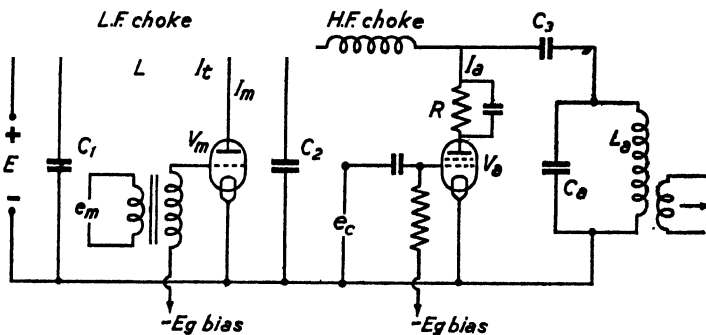 L.F. choke
H.F. choke
C3
L
It
Im
Ia
R
+
E
-
C1
Vm
C2
Va
La
Ca
em
ec
-Eg bias
-Eg bias